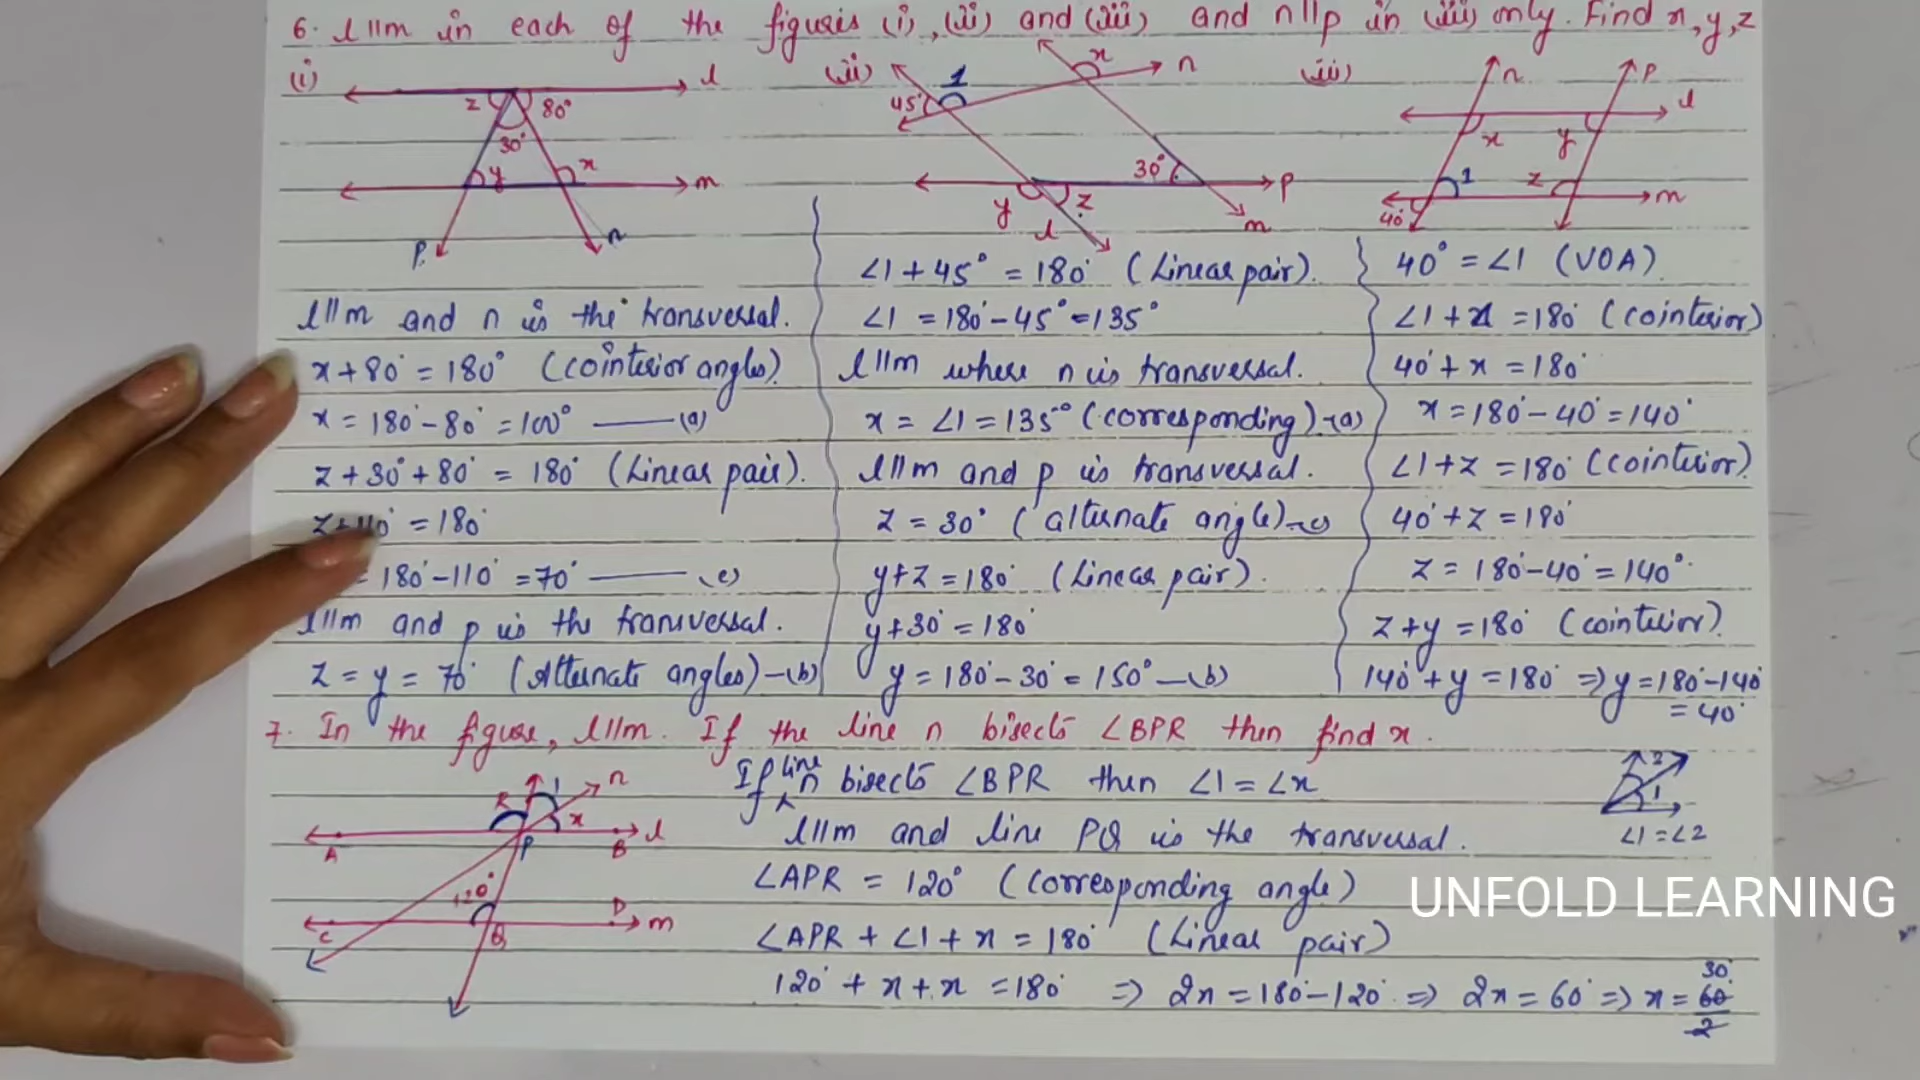 6. l||m in each of the figures (i), (ii) and (iii) and n||p in (iii) only. Find x, y, z
(i)
l
z
80°
30°
y
x
m
p.
n
(ii)
1
x
n
45°
30°
p
y
z
l
m
(iii)
n
p
l
x
y
1
z
m
40°
l||m and n is the transversal.
x + 80° = 180° (cointerior angles).
x = 180° - 80° = 100° —(a)
z + 30° + 80° = 180° (Linear pair).
z + 110° = 180°
= 180° - 110° = 70° —(c)
l||m and p is the transversal.
z = y = 70° (Alternate angles) —(b)
∠1 + 45° = 180° (Linear pair).
∠1 = 180° - 45° = 135°
l||m where n is transversal.
x = ∠1 = 135° (corresponding) -(a)
l||m and p is transversal.
z = 30° (alternate angle) -(c)
y + z = 180° (Linear pair).
y + 30° = 180°
y = 180° - 30° = 150° —(b)
40° = ∠1 (VOA)
∠1 + x = 180° (cointerior)
40° + x = 180°
x = 180° - 40° = 140°
∠1 + z = 180° (cointerior)
40° + z = 180°
z = 180° - 40° = 140°.
z + y = 180° (cointerior)
140° + y = 180° ⇒ y = 180° - 140°
= 40°
7. In the figure, l||m. If the line n bisects ∠BPR then find x.
R
1
n
x
l
A
P
B
120°
D
C
Q
m
If line n bisects ∠BPR then ∠1 = ∠x
l||m and line PQ is the transversal.
∠APR = 120° (corresponding angle)
∠APR + ∠1 + x = 180° (Linear pair)
120° + x + x = 180° ⇒ 2x = 180° - 120° ⇒ 2x = 60° ⇒ x = 60/2 30°
2
1
∠1 = ∠2
UNFOLD LEARNING